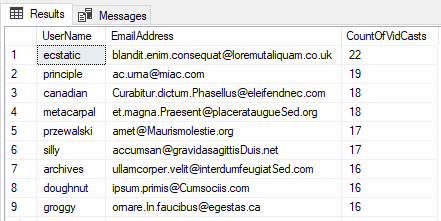 Results Messages
UserName EmailAddress CountOfVidCasts
1 ecstatic blandit.enim.consequat@loremutaliquam.co.uk 22
2 principle ac.urna@miac.com 19
3 canadian Curabitur.dictum.Phasellus@eleifendnec.com 18
4 metacarpal et.magna.Praesent@placerataugueSed.org 18
5 przewalski amet@Maurismolestie.org 17
6 silly accumsan@gravidasagittisDuis.net 17
7 archives ullamcorper.velit@interdumfeugiatSed.com 16
8 doughnut ipsum.primis@Cumsociis.com 16
9 groggy ornare.In.faucibus@egestas.ca 16